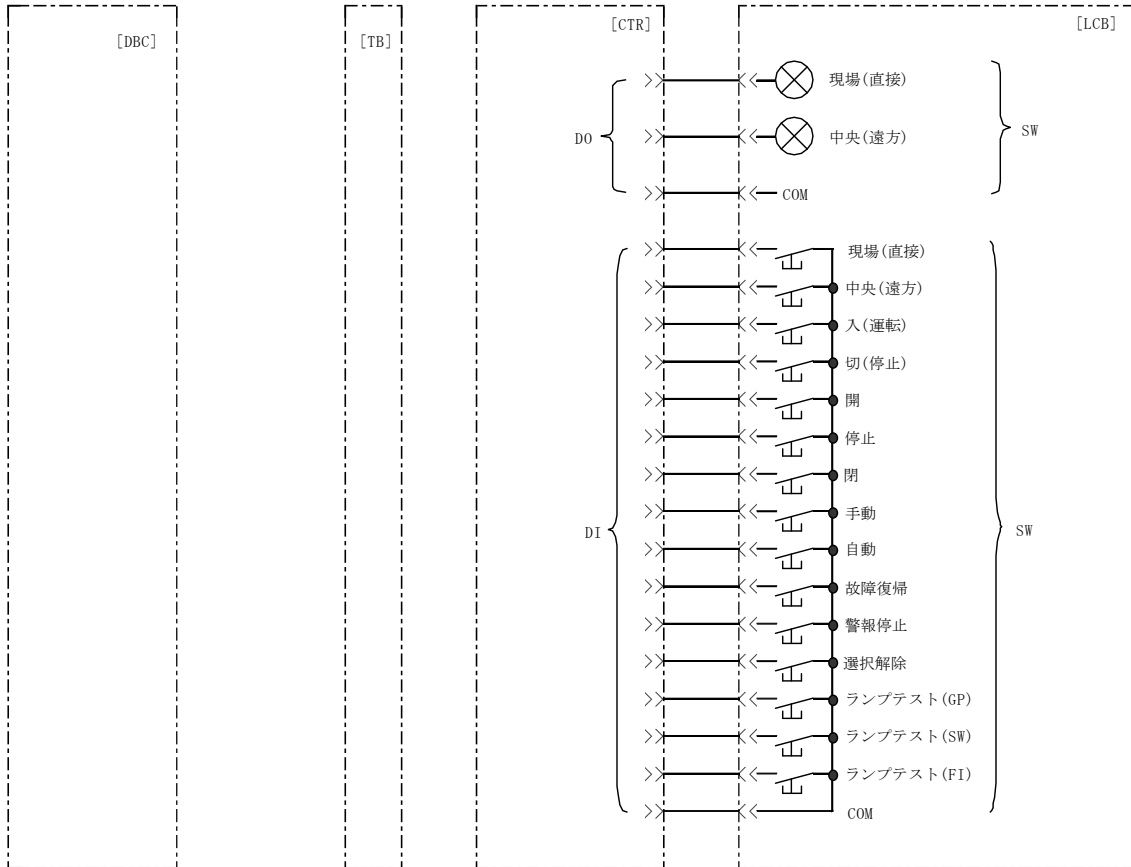 [DBC]
[TB]
[CTR]
[LCB]
現場(直接)
DO
中央(遠方)
SW
COM
現場(直接)
中央(遠方)
入(運転)
切(停止)
開
停止
閉
手動
DI
SW
自動
故障復帰
警報停止
選択解除
ランプテスト(GP)
ランプテスト(SW)
ランプテスト(FI)
COM